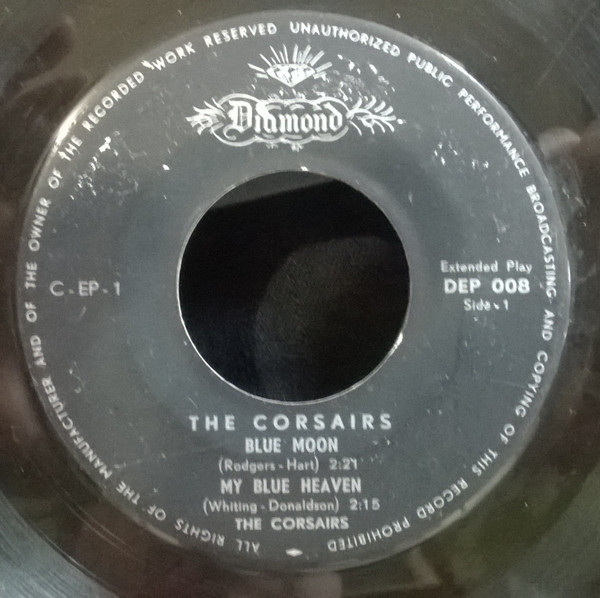 ALL RIGHTS OF THE MANUFACTURER AND OF THE OWNER OF THE RECORDED WORK RESERVED UNAUTHORIZED PUBLIC PERFORMANCE BROADCASTING AND COPYING OF THIS RECORD PROHIBITED
Diamond
C-EP-1
Extended Play
DEP 008
Side-1
THE CORSAIRS
BLUE MOON
(Rodgers-Hart) 2:21
MY BLUE HEAVEN
(Whiting-Donaldson) 2:15
THE CORSAIRS